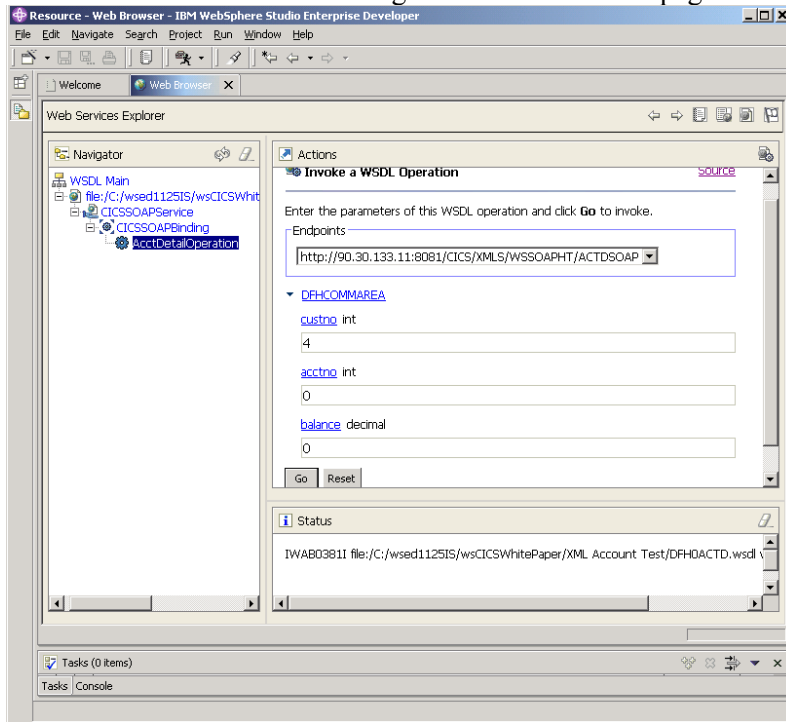 Resource - Web Browser - IBM WebSphere Studio Enterprise Developer
File Edit Navigate Search Project Run Window Help
Welcome Web Browser
Web Services Explorer
Navigator
WSDL Main
file:/C:/wsed1125IS/wsCICSWhit
CICSSOAPService
CICSSOAPBinding
AcctDetailOperation
Actions
Invoke a WSDL Operation Source
Enter the parameters of this WSDL operation and click Go to invoke.
Endpoints
http://90.30.133.11:8081/CICS/XMLS/WSSOAPHT/ACTDSOAP
DFHCOMMAREA
custno int
4
acctno int
0
balance decimal
0
Go Reset
Status
IWAB0381I file:/C:/wsed1125IS/wsCICSWhitePaper/XML Account Test/DFH0ACTD.wsdl
Tasks (0 items)
Tasks Console